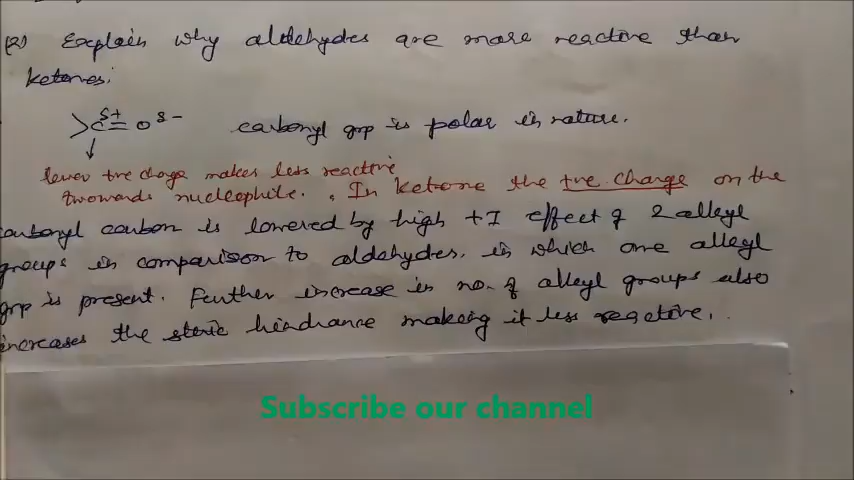 (2) Explain why aldehydes are more reactive than
ketones.
>C=O δ+ δ- carbonyl grp is polar in nature.
lower +ve charge makes less reactive
twowards nucleophile. In ketone the +ve charge on the
carbonyl carbon is lowered by high +I effect of 2 alkyl
groups in comparison to aldehydes, in which one alkyl
grp is present. Further increase in no. of alkyl groups also
increases the steric hindrance making it less reactive.
Subscribe our channel